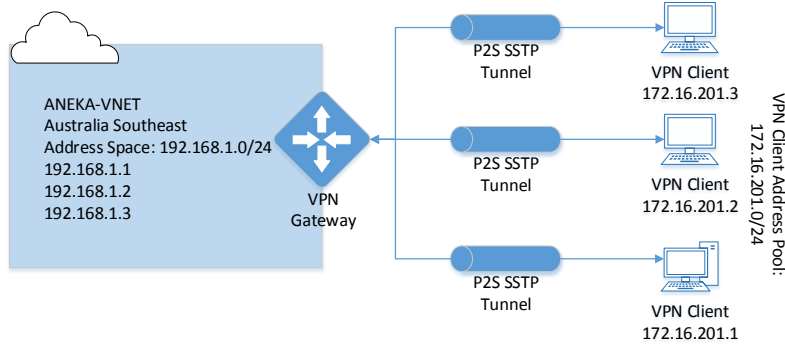 ANEKA-VNET
Australia Southeast
Address Space: 192.168.1.0/24
192.168.1.1
192.168.1.2
192.168.1.3
VPN
Gateway
P2S SSTP
Tunnel
VPN Client
172.16.201.3
P2S SSTP
Tunnel
VPN Client
172.16.201.2
P2S SSTP
Tunnel
VPN Client
172.16.201.1
VPN Client Address Pool:
172.16.201.0/24